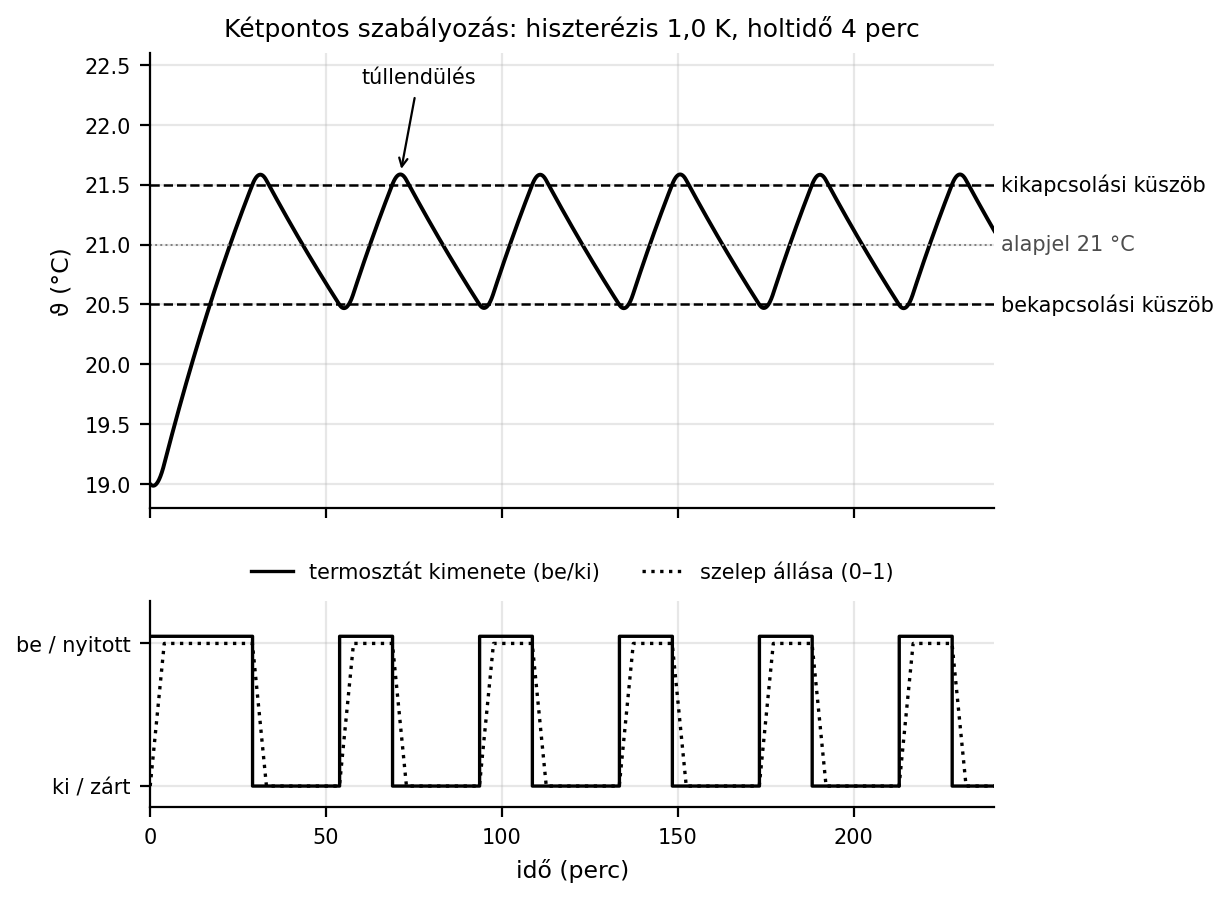 Kétpontos szabályozás: hiszterézis 1,0 K, holtidő 4 perc
túllendülés
22.5
22.0
21.5
21.0
20.5
20.0
19.5
19.0
ϑ (°C)
kikapcsolási küszöb
alapjel 21 °C
bekapcsolási küszöb
termosztát kimenete (be/ki)
szelep állása (0–1)
be / nyitott
ki / zárt
0 50 100 150 200
idő (perc)